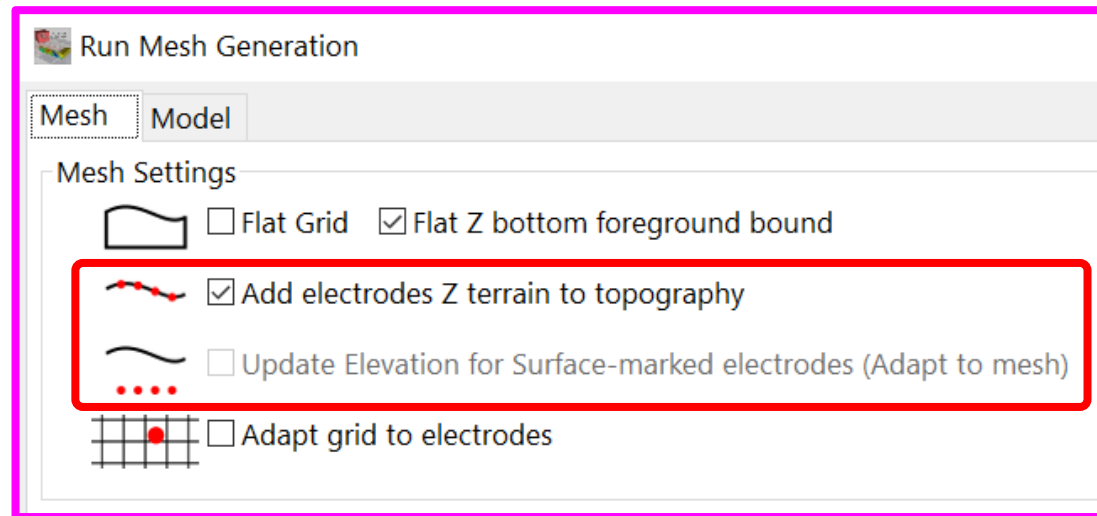 Run Mesh Generation
Mesh Model
Mesh Settings
Flat Grid Flat Z bottom foreground bound
Add electrodes Z terrain to topography
Update Elevation for Surface-marked electrodes (Adapt to mesh)
Adapt grid to electrodes